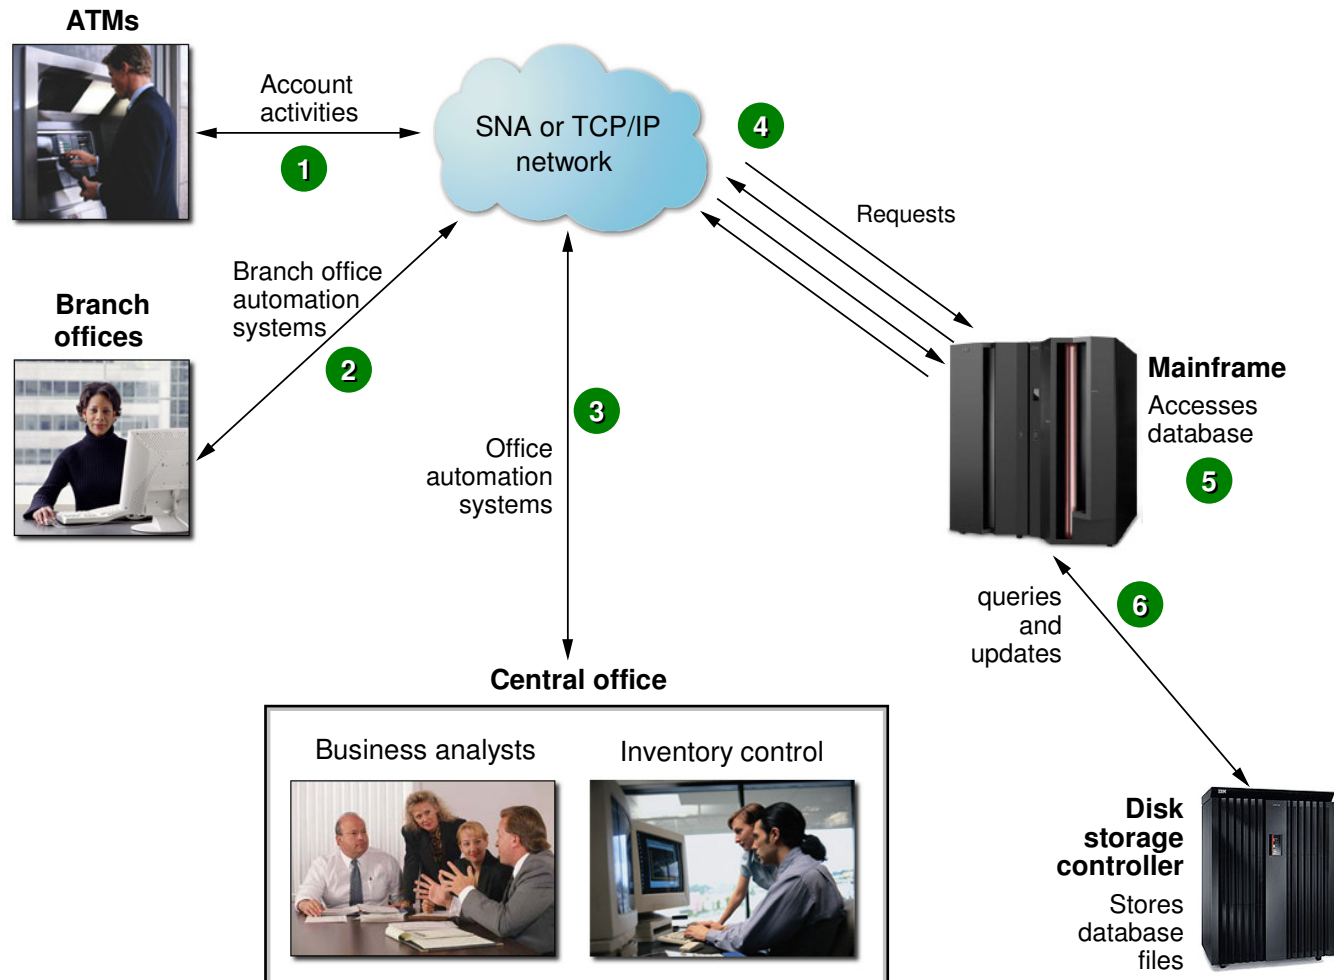 ATMs
Account
activities
1
SNA or TCP/IP
network
4
Requests
Branch office
automation
systems
2
Branch
offices
3
Office
automation
systems
Mainframe
Accesses
database
5
queries
and
updates
6
Central office
Business analysts
Inventory control
Disk
storage
controller
Stores
database
files
IBM